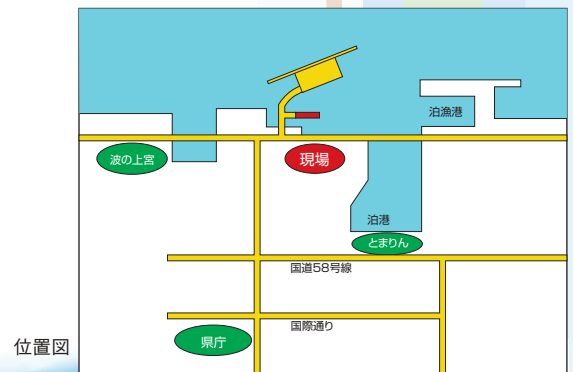 泊漁港
波の上宮
現場
泊港
とまりん
国道58号線
国際通り
県庁
位置図